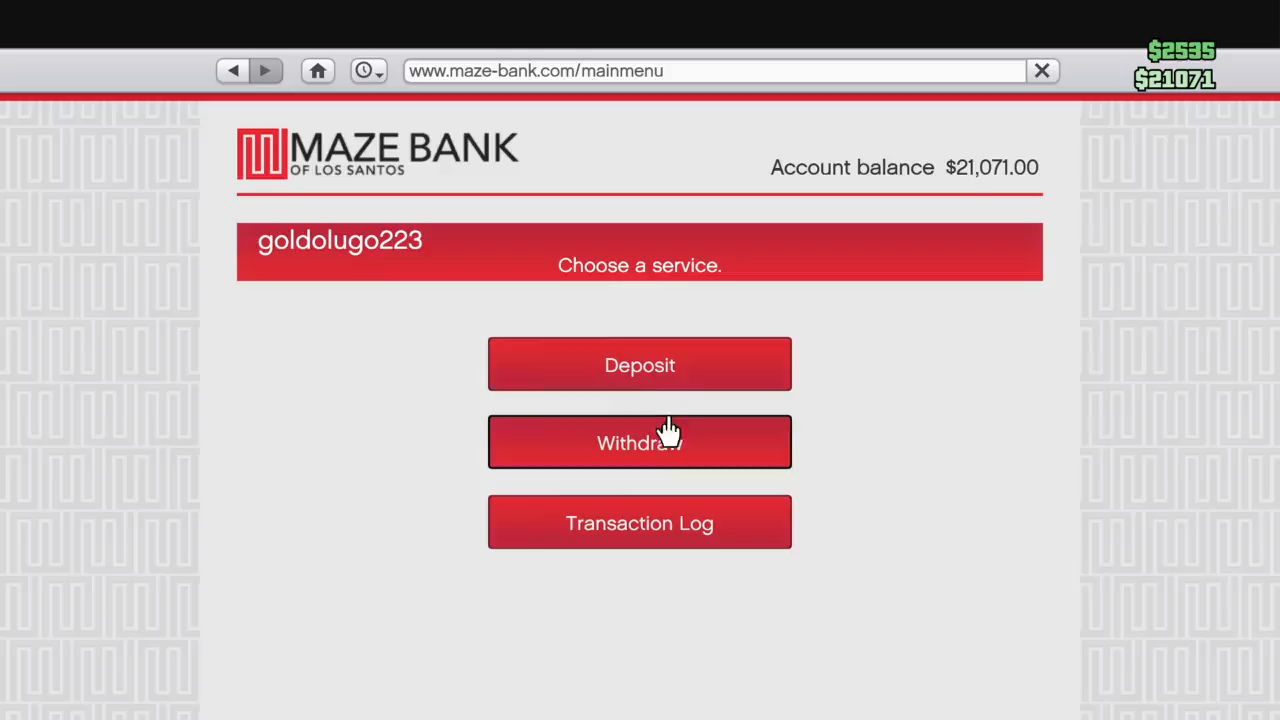 $2535
www.maze-bank.com/mainmenu
$21071
MAZE BANK
OF LOS SANTOS
Account balance $21,071.00
goldolugo223
Choose a service.
Deposit
Withdraw
Transaction Log